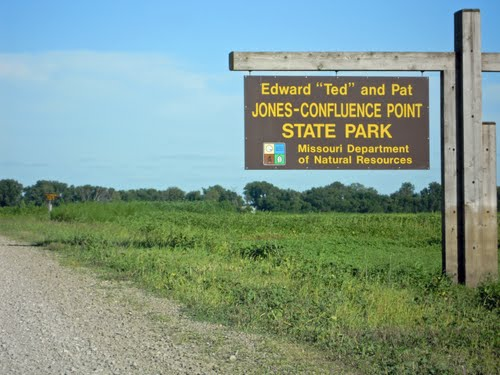 Edward "Ted" and Pat
JONES-CONFLUENCE POINT
STATE PARK
Missouri Department
of Natural Resources